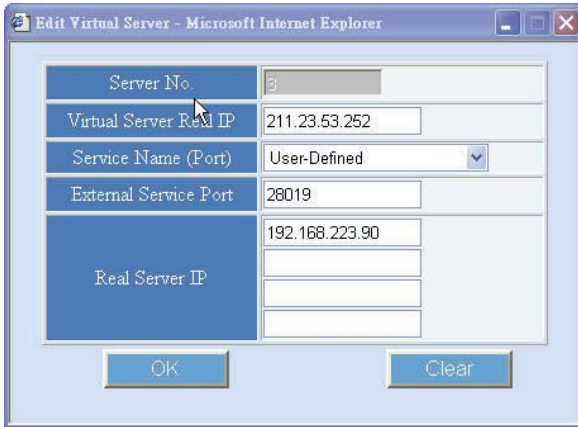 Edit Virtual Server - Microsoft Internet Explorer
Server No. 3
Virtual Server Real IP 211.23.53.252
Service Name (Port) User-Defined
External Service Port 28019
192.168.223.90
Real Server IP
OK Clear